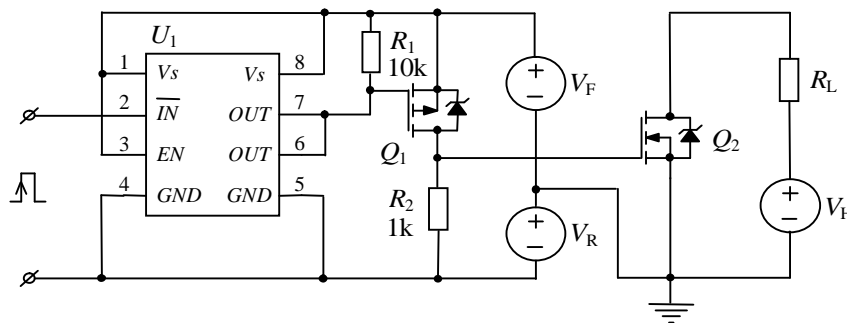 U1
1 Vs Vs 8
2 IN OUT 7
3 EN OUT 6
4 GND GND 5
R1
10k
Q1
R2
1k
VF
VR
Q2
RL
VH